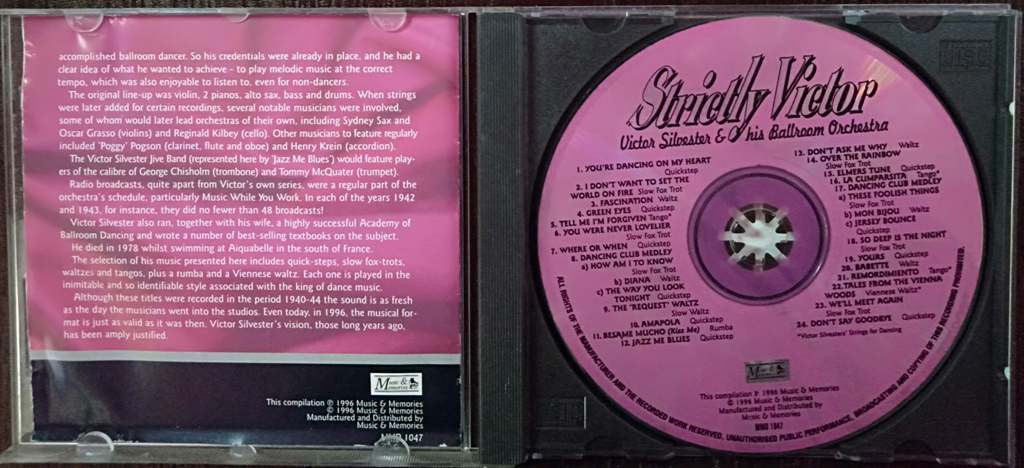 accomplished ballroom dancer. So his credentials were already in place, and he had a
clear idea of what he wanted to achieve - to play melodic music at the correct
tempo, which was also enjoyable to listen to, even for non-dancers.
The original line-up was violin, 2 pianos, alto sax, bass and drums. When strings
were later added for certain recordings, several notable musicians were involved,
some of whom would later lead orchestras of their own, including Sydney Sax and
Oscar Grasso (violins) and Reginald Kilbey (cello). Other musicians to feature regularly
included 'Poggy' Pogson (clarinet, flute and oboe) and Henry Krein (accordion).
The Victor Silvester Jive Band (represented here by 'Jazz Me Blues') would feature play-
ers of the calibre of George Chisholm (trombone) and Tommy McQuater (trumpet).
Radio broadcasts, quite apart from Victor's own series, were a regular part of the
orchestra's schedule, particularly Music While You Work. In each of the years 1942
and 1943, for instance, they did no fewer than 48 broadcasts!
Victor Silvester also ran, together with his wife, a highly successful Academy of
Ballroom Dancing and wrote a number of best-selling textbooks on the subject.
He died in 1978 whilst swimming at Aiquabelle in the south of France.
The selection of his music presented here includes quick-steps, slow fox-trots,
waltzes and tangos, plus a rumba and a Viennese waltz. Each one is played in the
inimitable and so identifiable style associated with the king of dance music.
Although these titles were recorded in the period 1940-44 the sound is as fresh
as the day the musicians went into the studios. Even today, in 1996, the musical for-
mat is just as valid as it was then. Victor Silvester's vision, those long years ago,
has been amply justified.
Music &
Memories
This compilation ℗ 1996 Music & Memories
© 1996 Music & Memories
Manufactured and Distributed by
Music & Memories
MMD 1047
Strictly Victor
Victor Silvester & his Ballroom Orchestra
1. YOU'RE DANCING ON MY HEART
Quickstep
2. I DON'T WANT TO SET THE
WORLD ON FIRE Slow Fox Trot
3. FASCINATION Waltz
4. GREEN EYES Quickstep
5. TELL ME I'M FORGIVEN Tango*
6. YOU WERE NEVER LOVELIER
Slow Fox Trot
7. WHERE OR WHEN Quickstep
8. DANCING CLUB MEDLEY
a) HOW AM I TO KNOW
Slow Fox Trot
b) DIANA Waltz
c) THE WAY YOU LOOK
TONIGHT Quickstep
9. THE 'REQUEST' WALTZ
Slow Waltz
10. AMAPOLA Quickstep
11. BESAME MUCHO (Kiss Me) Rumba
12. JAZZ ME BLUES Quickstep
13. DON'T ASK ME WHY Waltz
14. OVER THE RAINBOW
Slow Fox Trot
15. ELMERS TUNE Quickstep
16. LA CLIMPARSITA Tango*
17. DANCING CLUB MEDLEY
a) THESE FOOLISH THINGS
Slow Fox Trot
b) MON BIJOU Waltz
c) JERSEY BOUNCE
Quickstep
18. SO DEEP IS THE NIGHT
Slow Fox Trot
19. YOURS Quickstep
20. BABETTE Waltz
21. REMORDIMIENTO Tango*
22. TALES FROM THE VIENNA
WOODS Viennese Waltz*
23. WE'LL MEET AGAIN
Slow Fox Trot
24. DON'T SAY GOODBYE Quickstep
*Victor Silvesters' Strings for Dancing
Music &
Memories
This compilation ℗ 1996 Music & Memories
© 1996 Music & Memories
Manufactured and Distributed by
Music & Memories
MMD 1047
ALL RIGHTS OF THE MANUFACTURER AND THE RECORDED WORK RESERVED, UNAUTHORISED PUBLIC PERFORMANCE, BROADCASTING AND COPYING OF THIS RECORDING PROHIBITED.